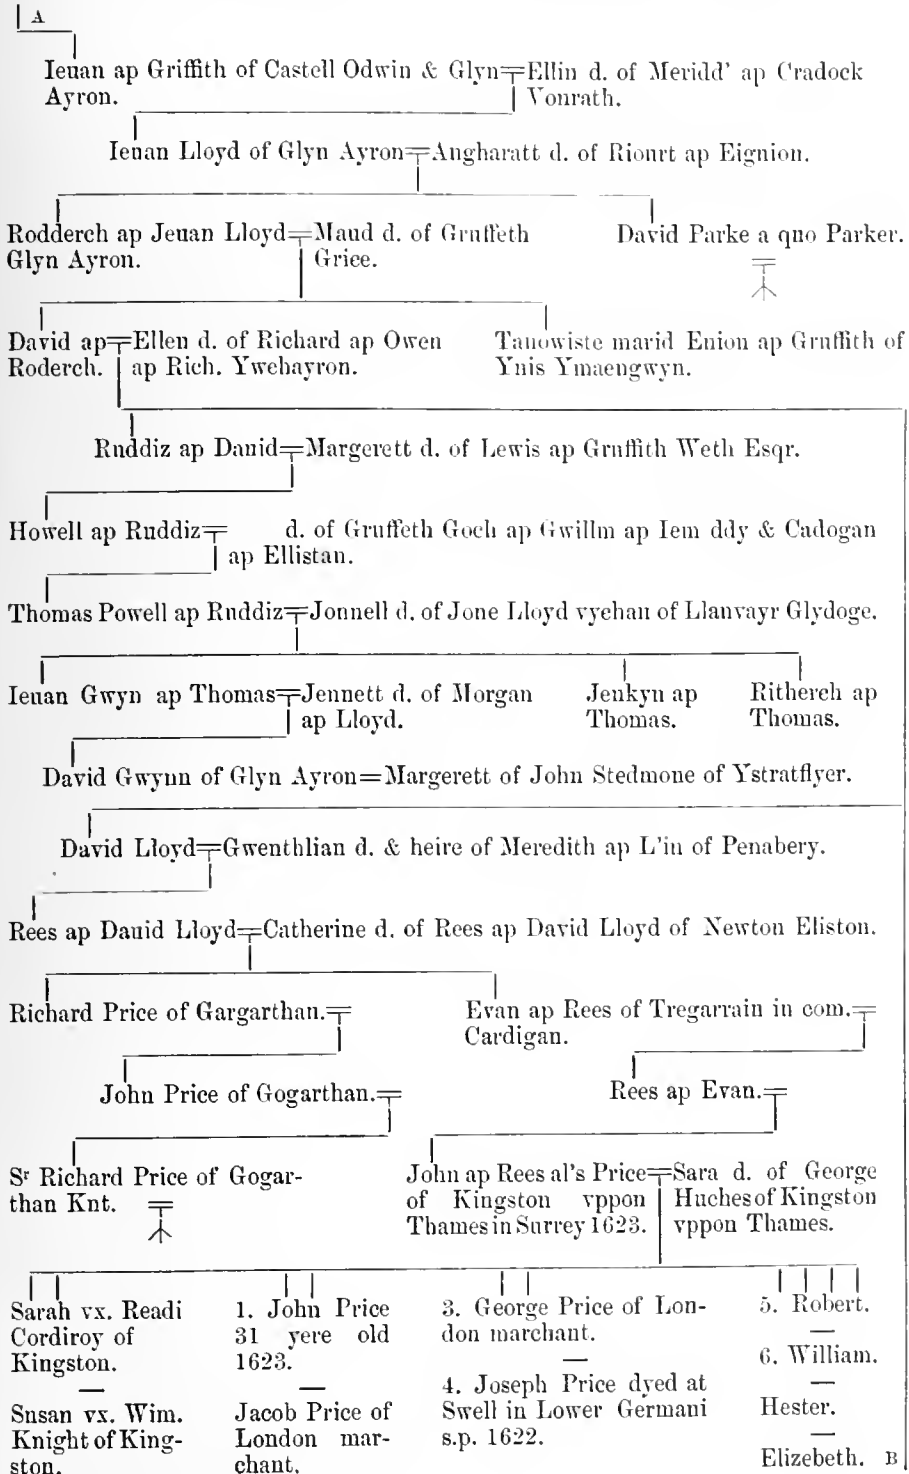 A
Ieuan ap Griffith of Castell Odwin & Glyn=Ellin d. of Meridd' ap Cradock
Ayron. Vonrath.
Ieuan Lloyd of Glyn Ayron=Angharatt d. of Riourt ap Eignion.
Rodderch ap Jeuan Lloyd=Maud d. of Gruffeth David Parke a quo Parker.
Glyn Ayron. Grice.
David ap=Ellen d. of Richard ap Owen Tanowiste marid Enion ap Gruffith of
Roderch. ap Rich. Ywehayron. Ynis Ymaengwyn.
Ruddiz ap Dauid=Margerett d. of Lewis ap Gruffith Weth Esqr.
Howell ap Ruddiz= d. of Gruffeth Goch ap Gwillm ap Iem ddy & Cadogan
ap Ellistan.
Thomas Powell ap Ruddiz=Jonnell d. of Jone Lloyd vyehan of Llanvayr Glydoge.
Ieuan Gwyn ap Thomas=Jennett d. of Morgan Jenkyn ap Ritherch ap
ap Lloyd. Thomas. Thomas.
David Gwynn of Glyn Ayron=Margerett of John Stedmone of Ystratflyer.
David Lloyd=Gwenthlian d. & heire of Meredith ap L'in of Penabery.
Rees ap Dauid Lloyd=Catherine d. of Rees ap David Lloyd of Newton Eliston.
Richard Price of Gargarthan.= Evan ap Rees of Tregarrain in com.=
Cardigan.
John Price of Gogarthan.= Rees ap Evan.=
Sr Richard Price of Gogar- John ap Rees al's Price=Sara d. of George
than Knt. of Kingston vppon Huches of Kingston
Thames in Surrey 1623. vppon Thames.
Sarah vx. Readi 1. John Price 3. George Price of Lon- 5. Robert.
Cordiroy of 31 yere old don marchant.
Kingston. 1623. 6. William.
4. Joseph Price dyed at
Susan vx. Wim. Jacob Price of Swell in Lower Germani Hester.
Knight of King- London mar- s.p. 1622.
ston. chant. Elizebeth. B